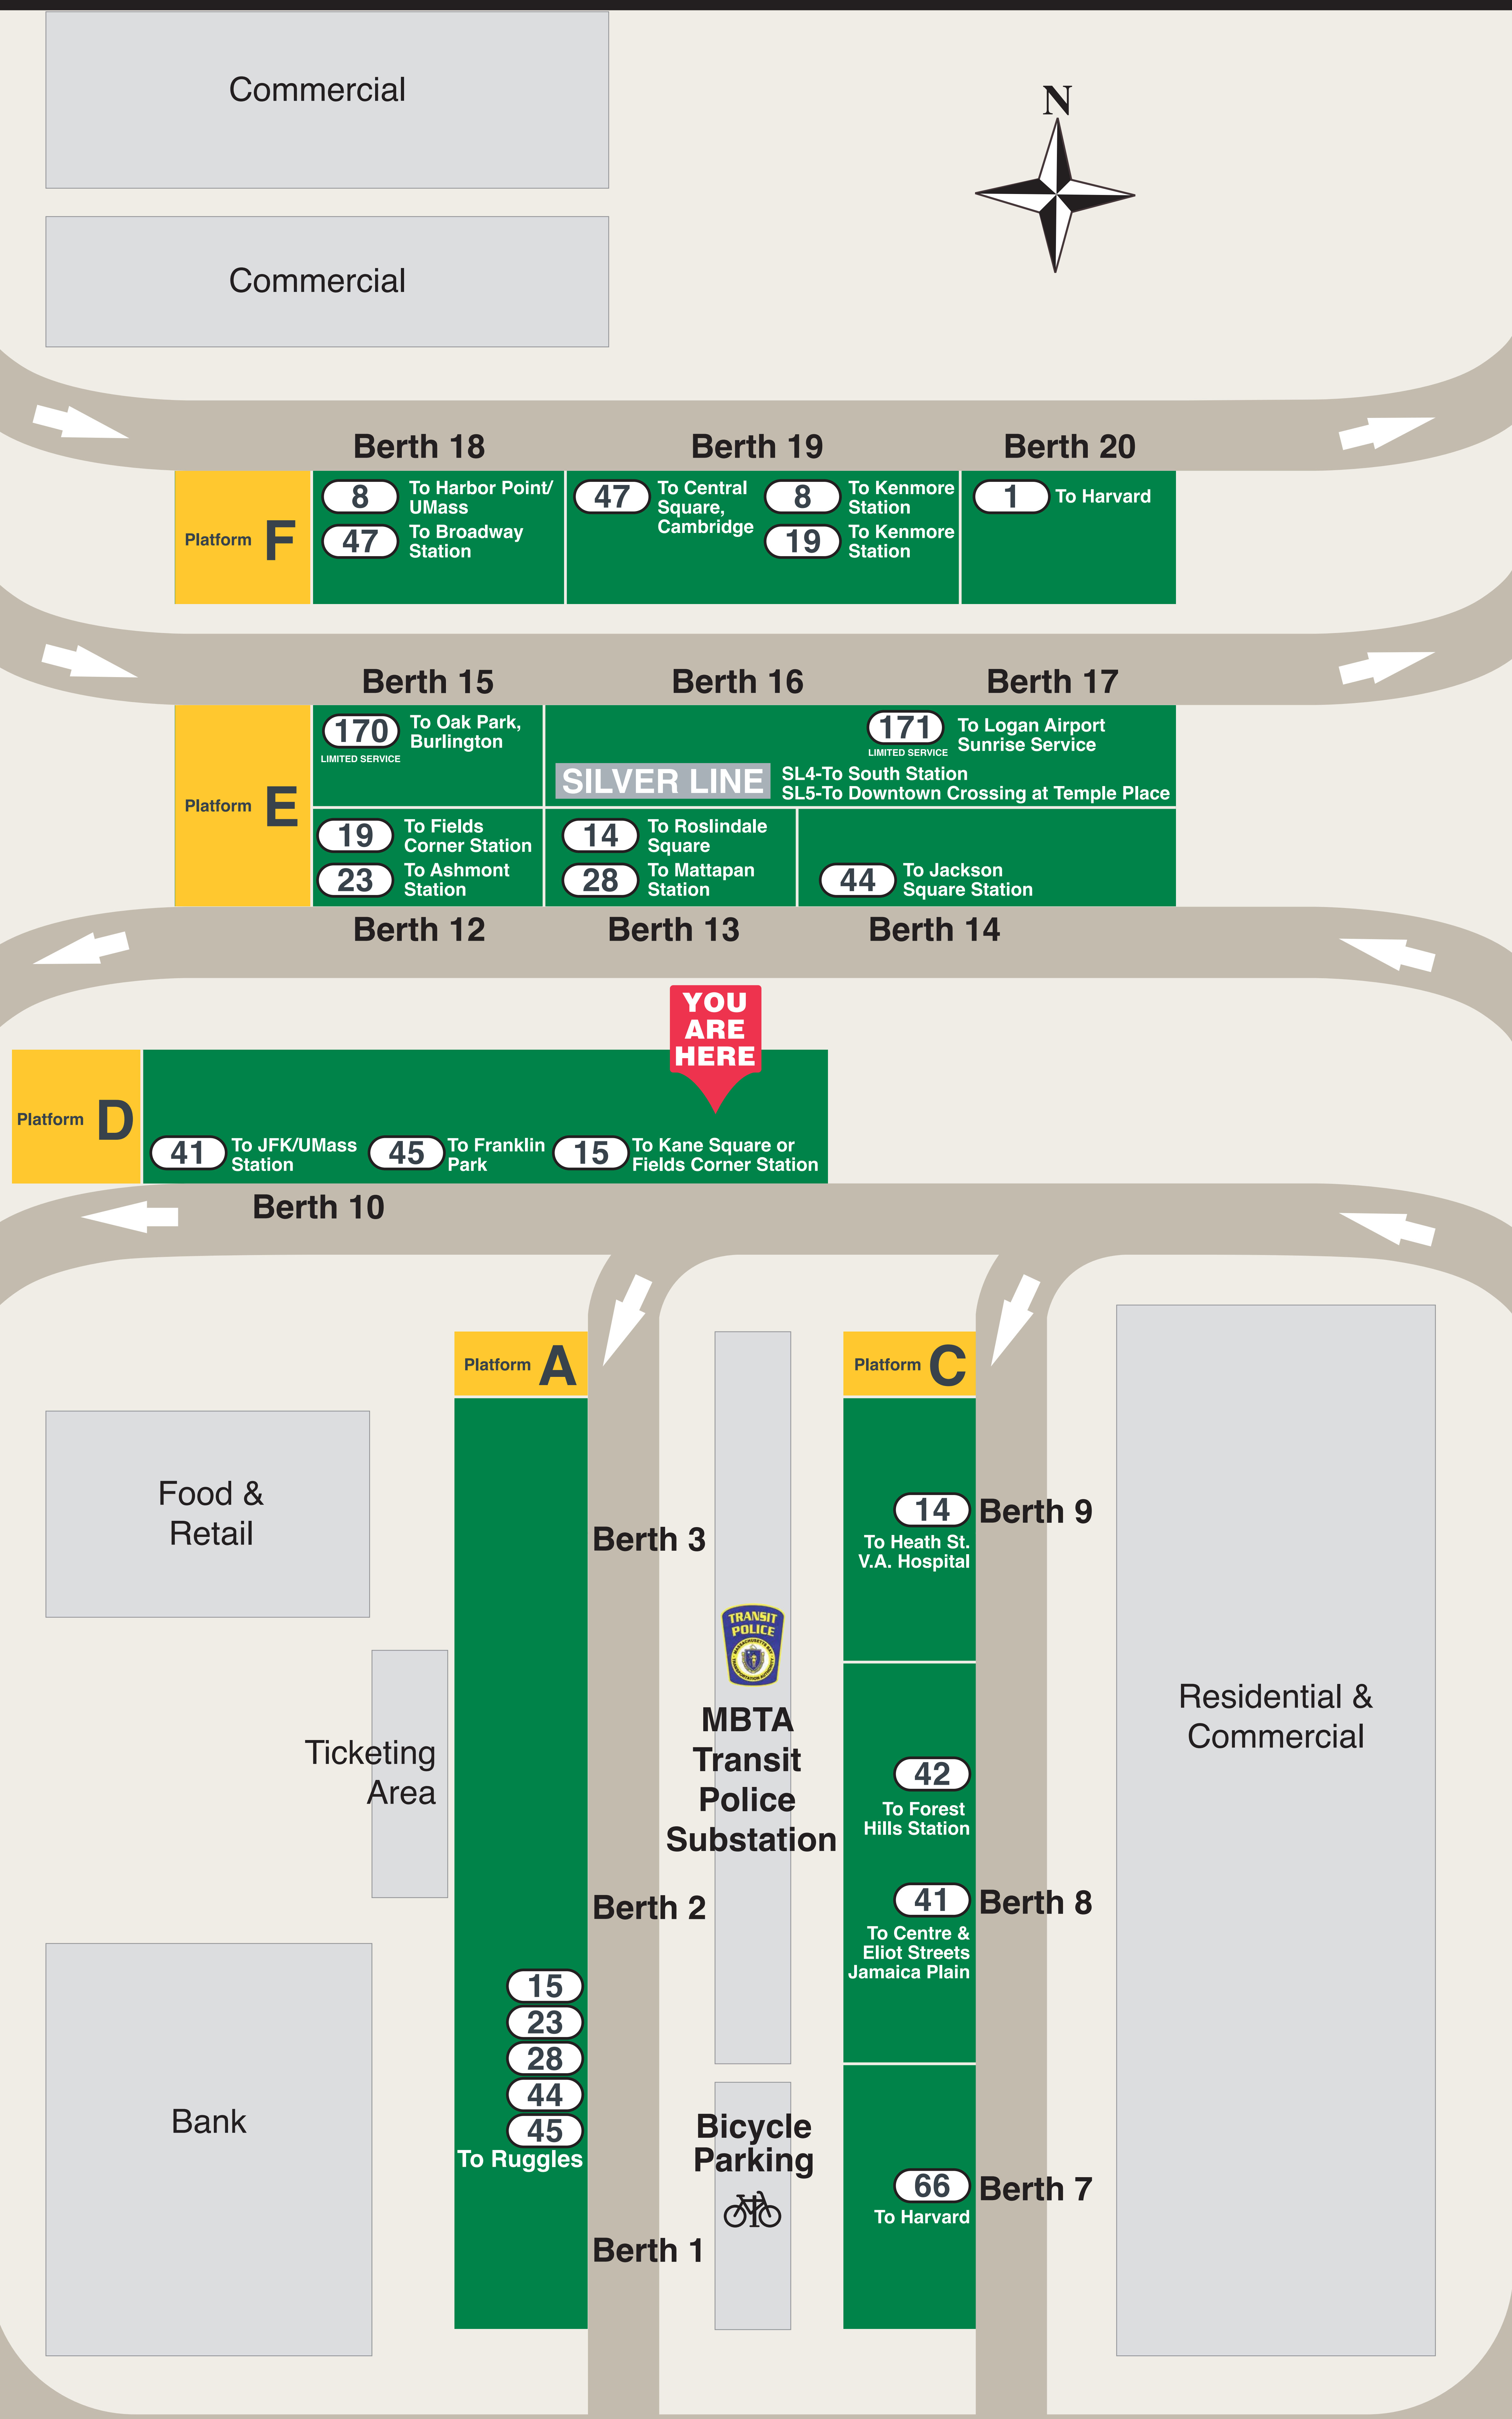 Commercial
N
Commercial
Berth 18
Berth 19
Berth 20
Platform F
8 To Harbor Point/
UMass
47 To Broadway
Station
47 To Central
Square,
Cambridge
8 To Kenmore
Station
19 To Kenmore
Station
1 To Harvard
Berth 15
Berth 16
Berth 17
Platform E
170 To Oak Park,
Burlington
LIMITED SERVICE
171 To Logan Airport
Sunrise Service
LIMITED SERVICE
SILVER LINE
SL4-To South Station
SL5-To Downtown Crossing at Temple Place
19 To Fields
Corner Station
23 To Ashmont
Station
14 To Roslindale
Square
28 To Mattapan
Station
44 To Jackson
Square Station
Berth 12
Berth 13
Berth 14
YOU
ARE
HERE
Platform D
41 To JFK/UMass
Station
45 To Franklin
Park
15 To Kane Square or
Fields Corner Station
Berth 10
Platform A
Platform C
Food &
Retail
Berth 3
14
To Heath St.
V.A. Hospital
Berth 9
TRANSIT
POLICE
MBTA
Transit
Police
Substation
Ticketing
Area
Residential &
Commercial
42
To Forest
Hills Station
Berth 2
41
To Centre &
Eliot Streets
Jamaica Plain
Berth 8
15
23
28
44
45
To Ruggles
Bank
Bicycle
Parking
66
To Harvard
Berth 7
Berth 1